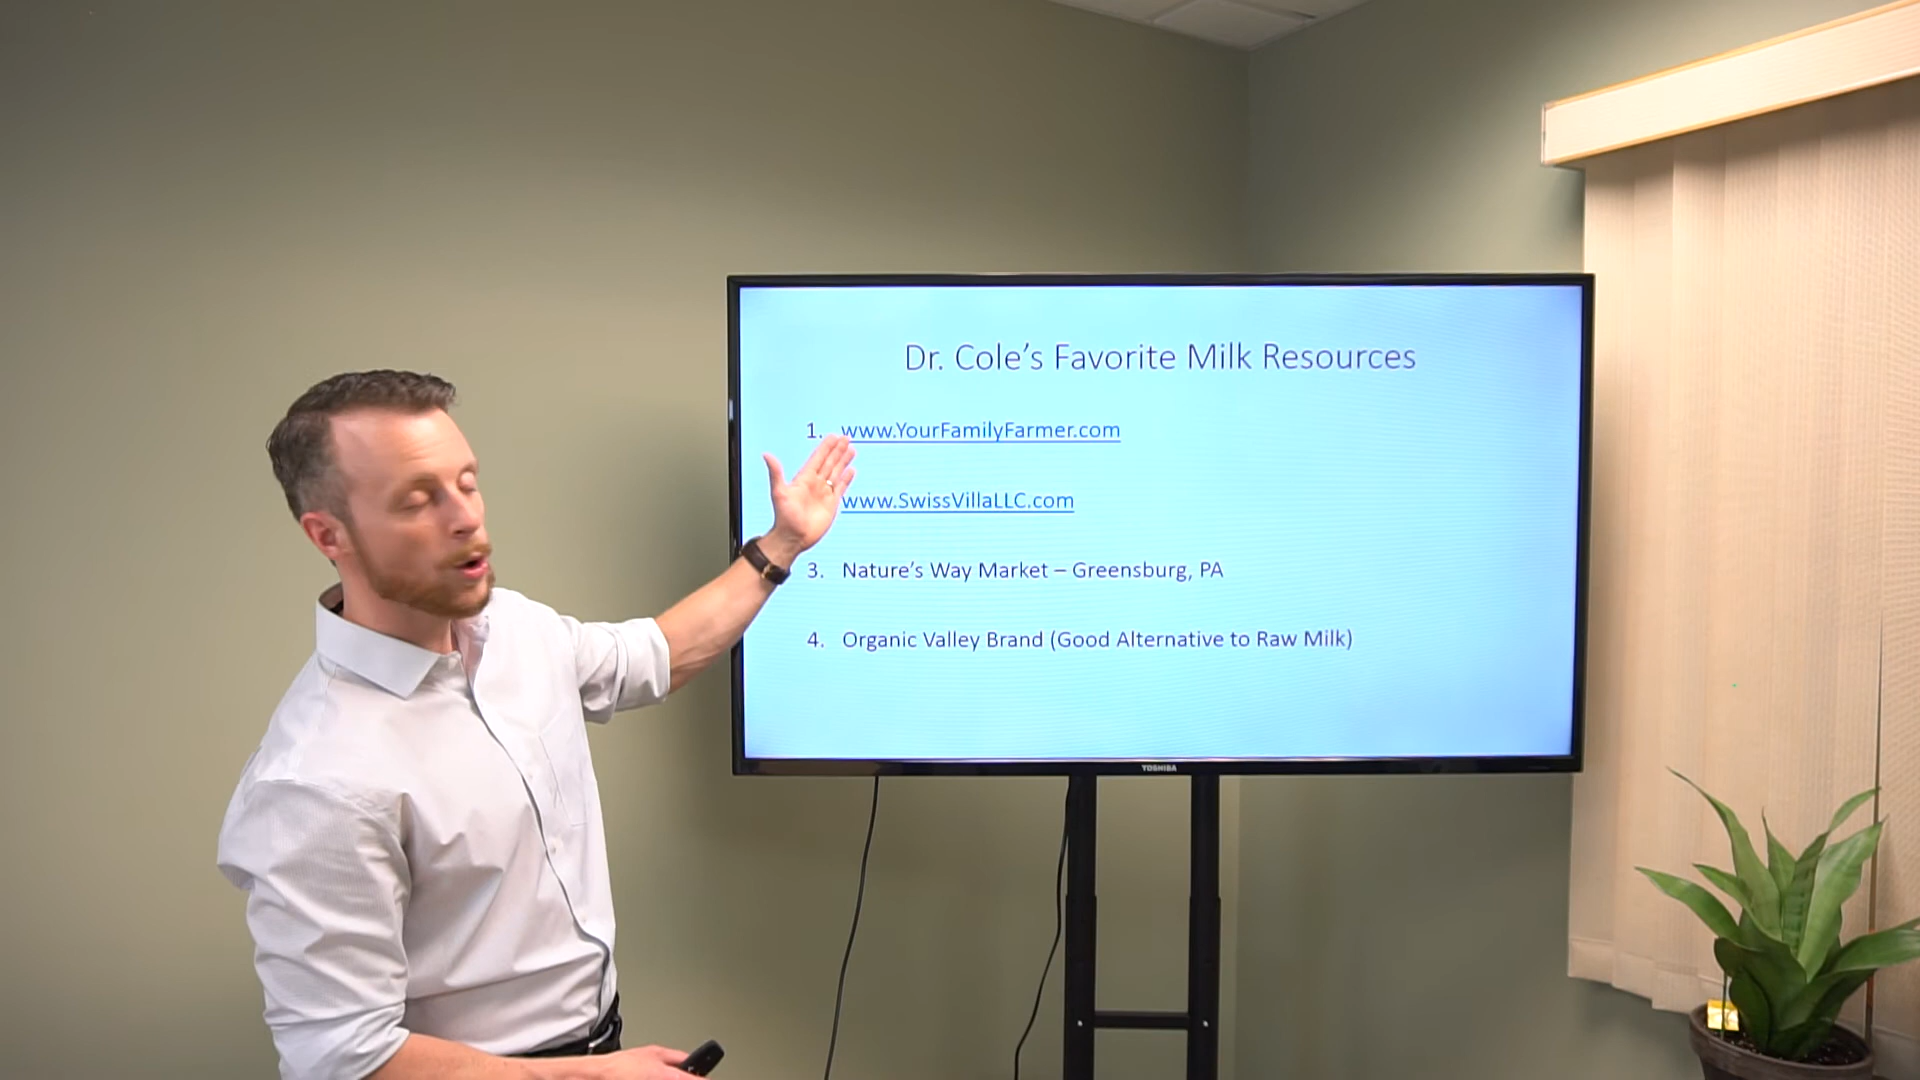 Dr. Cole's Favorite Milk Resources
1. www.YourFamilyFarmer.com
www.SwissVillaLLC.com
3. Nature's Way Market – Greensburg, PA
4. Organic Valley Brand (Good Alternative to Raw Milk)
TOSHIBA